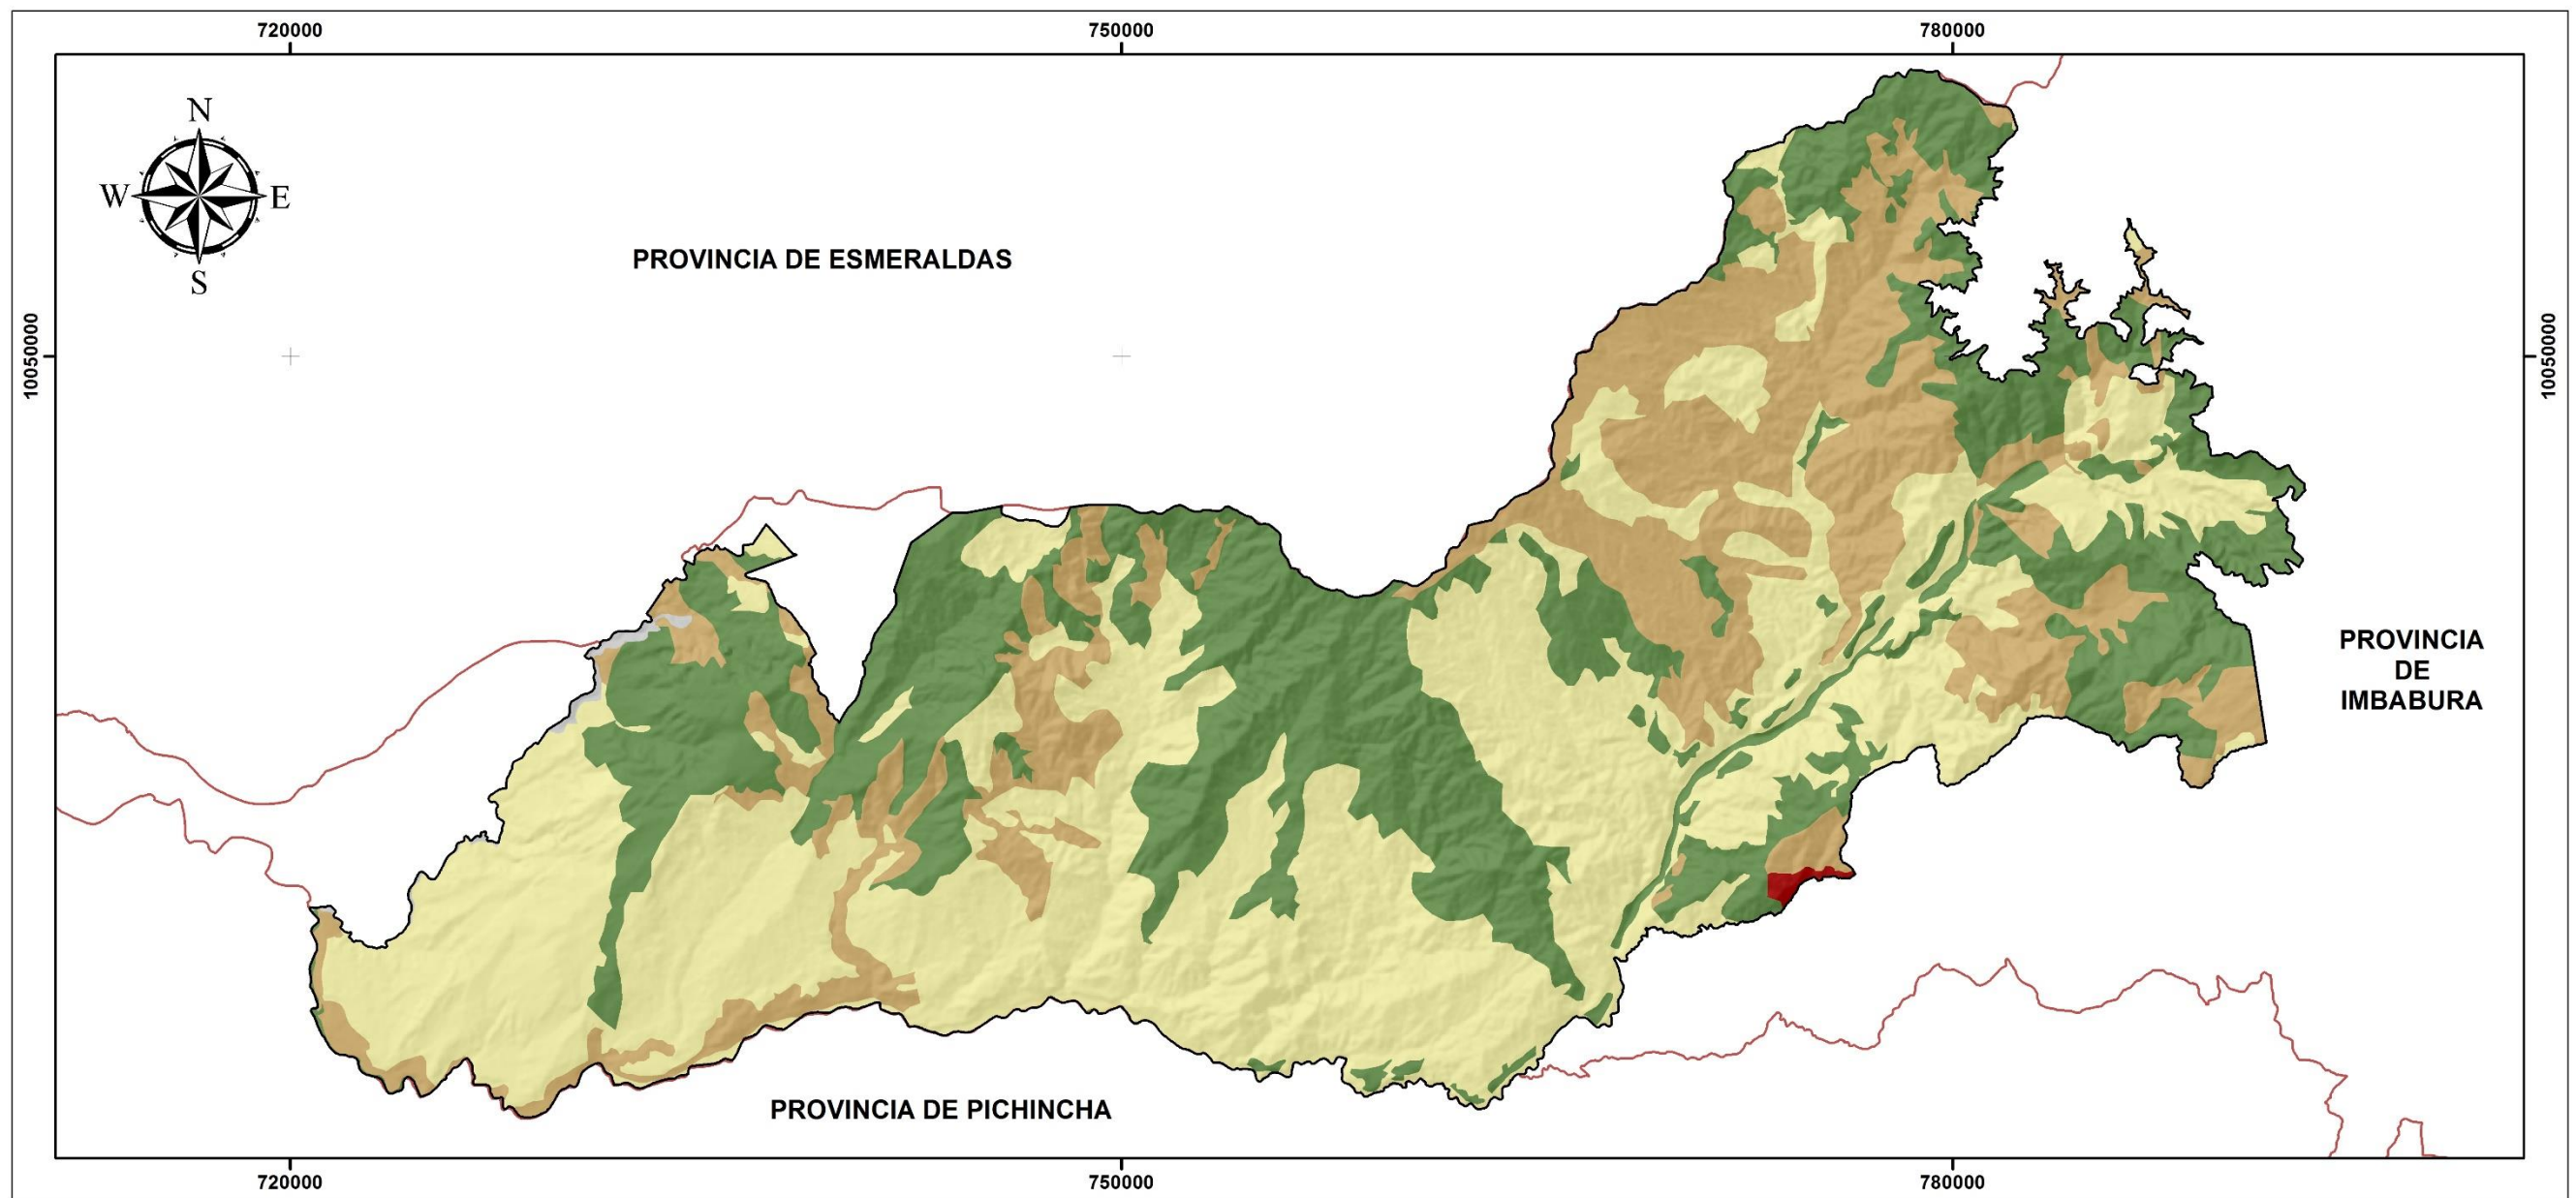 720000
750000
780000
N
W
E
S
PROVINCIA DE ESMERALDAS
10050000
10050000
PROVINCIA
DE
IMBABURA
PROVINCIA DE PICHINCHA
720000
750000
780000